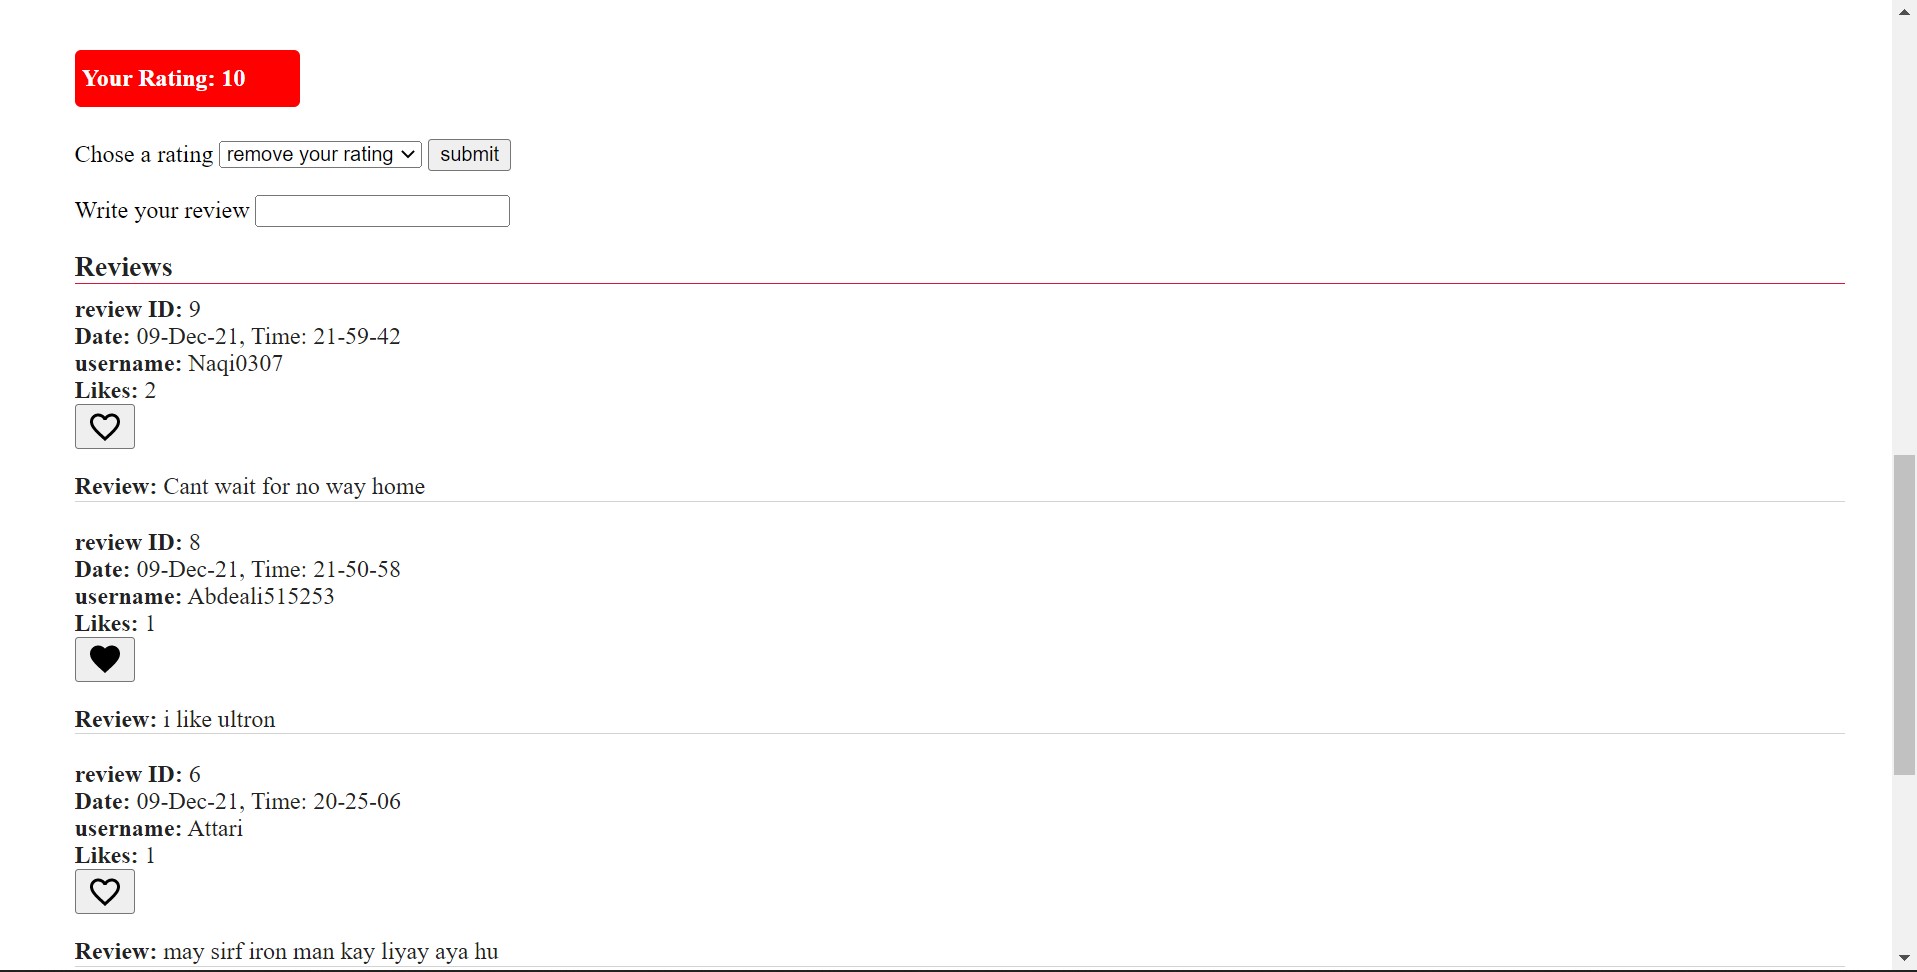 Your Rating: 10
Chose a rating remove your rating submit
Write your review
Reviews
review ID: 9
Date: 09-Dec-21, Time: 21-59-42
username: Naqi0307
Likes: 2
Review: Cant wait for no way home
review ID: 8
Date: 09-Dec-21, Time: 21-50-58
username: Abdeali515253
Likes: 1
Review: i like ultron
review ID: 6
Date: 09-Dec-21, Time: 20-25-06
username: Attari
Likes: 1
Review: may sirf iron man kay liyay aya hu